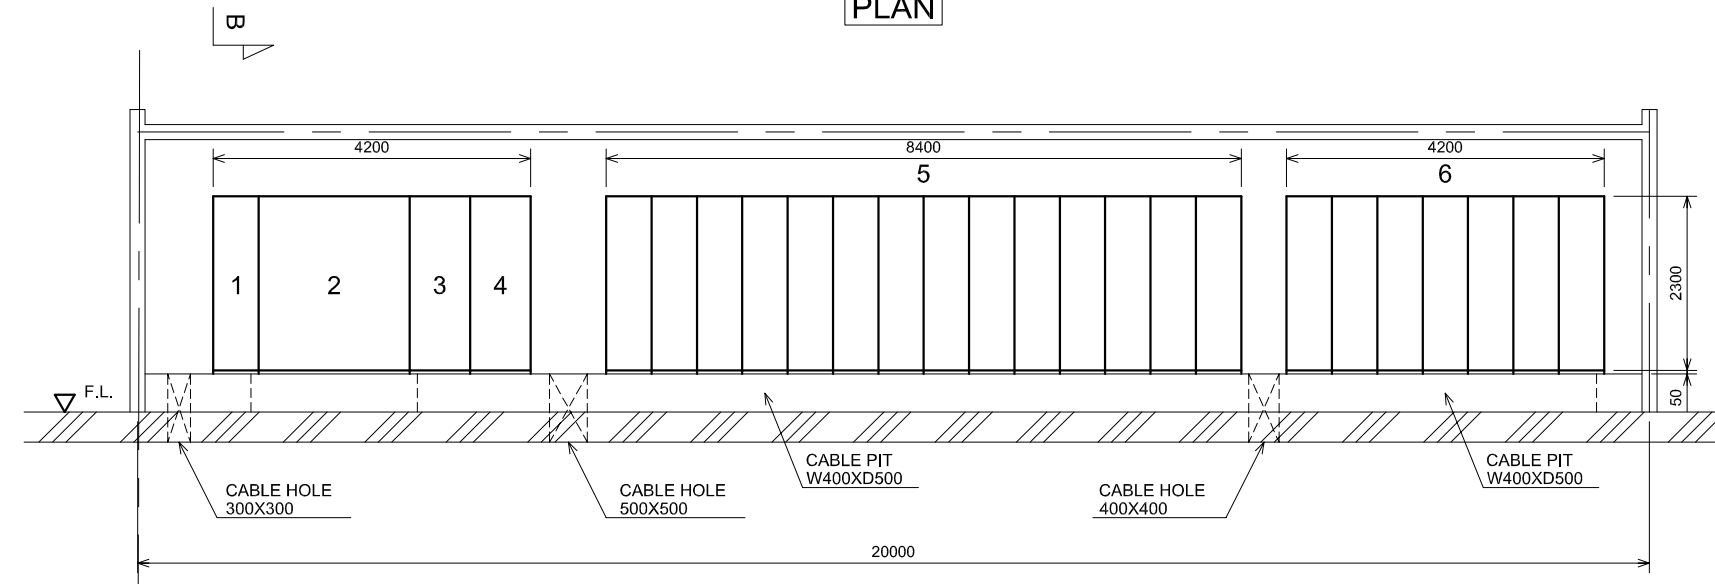 PLAN
B
4200
8400
4200
5
6
1
2
3
4
2300
50
F.L.
CABLE HOLE
300X300
CABLE HOLE
500X500
CABLE PIT
W400XD500
CABLE HOLE
400X400
CABLE PIT
W400XD500
20000